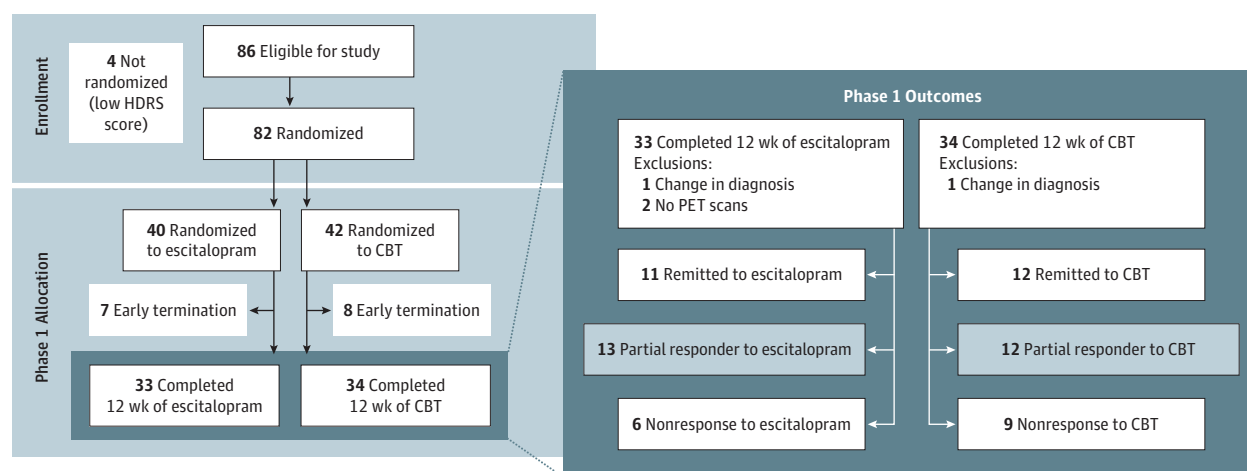 Enrollment
86 Eligible for study
4 Not
randomized
(low HDRS
score)
82 Randomized
Phase 1 Allocation
40 Randomized
to escitalopram
42 Randomized
to CBT
7 Early termination
8 Early termination
33 Completed
12 wk of escitalopram
34 Completed
12 wk of CBT
Phase 1 Outcomes
33 Completed 12 wk of escitalopram
Exclusions:
1 Change in diagnosis
2 No PET scans
34 Completed 12 wk of CBT
Exclusions:
1 Change in diagnosis
11 Remitted to escitalopram
12 Remitted to CBT
13 Partial responder to escitalopram
12 Partial responder to CBT
6 Nonresponse to escitalopram
9 Nonresponse to CBT